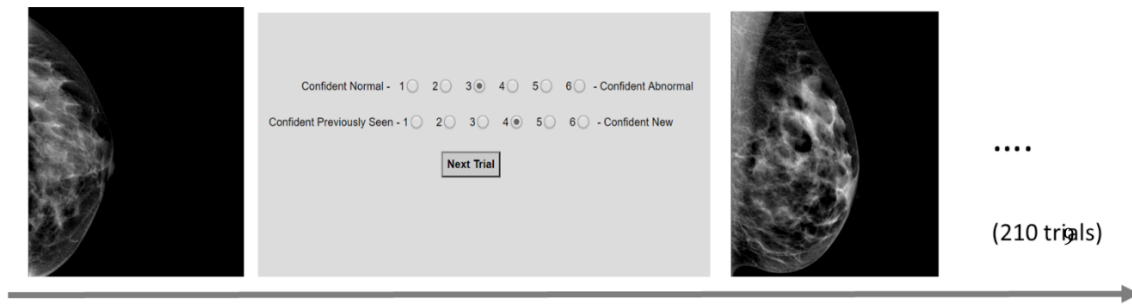 Confident Normal - 1 2 3 4 5 6 - Confident Abnormal
Confident Previously Seen - 1 2 3 4 5 6 - Confident New
Next Trial
....
(210 trials)
9